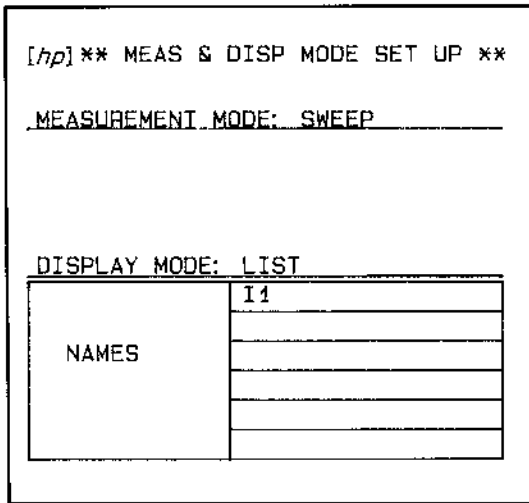 [hp] ** MEAS & DISP MODE SET UP **
MEASUREMENT MODE: SWEEP
DISPLAY MODE: LIST
I1
NAMES